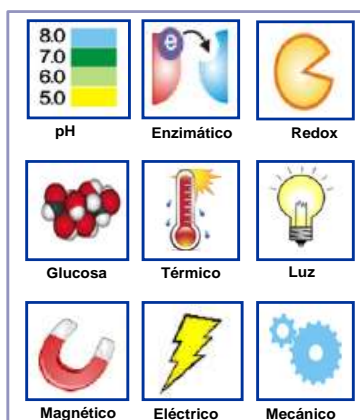 8.0
7.0
6.0
5.0
e
pH Enzimático Redox
Glucosa Térmico Luz
Magnético Eléctrico Mecánico